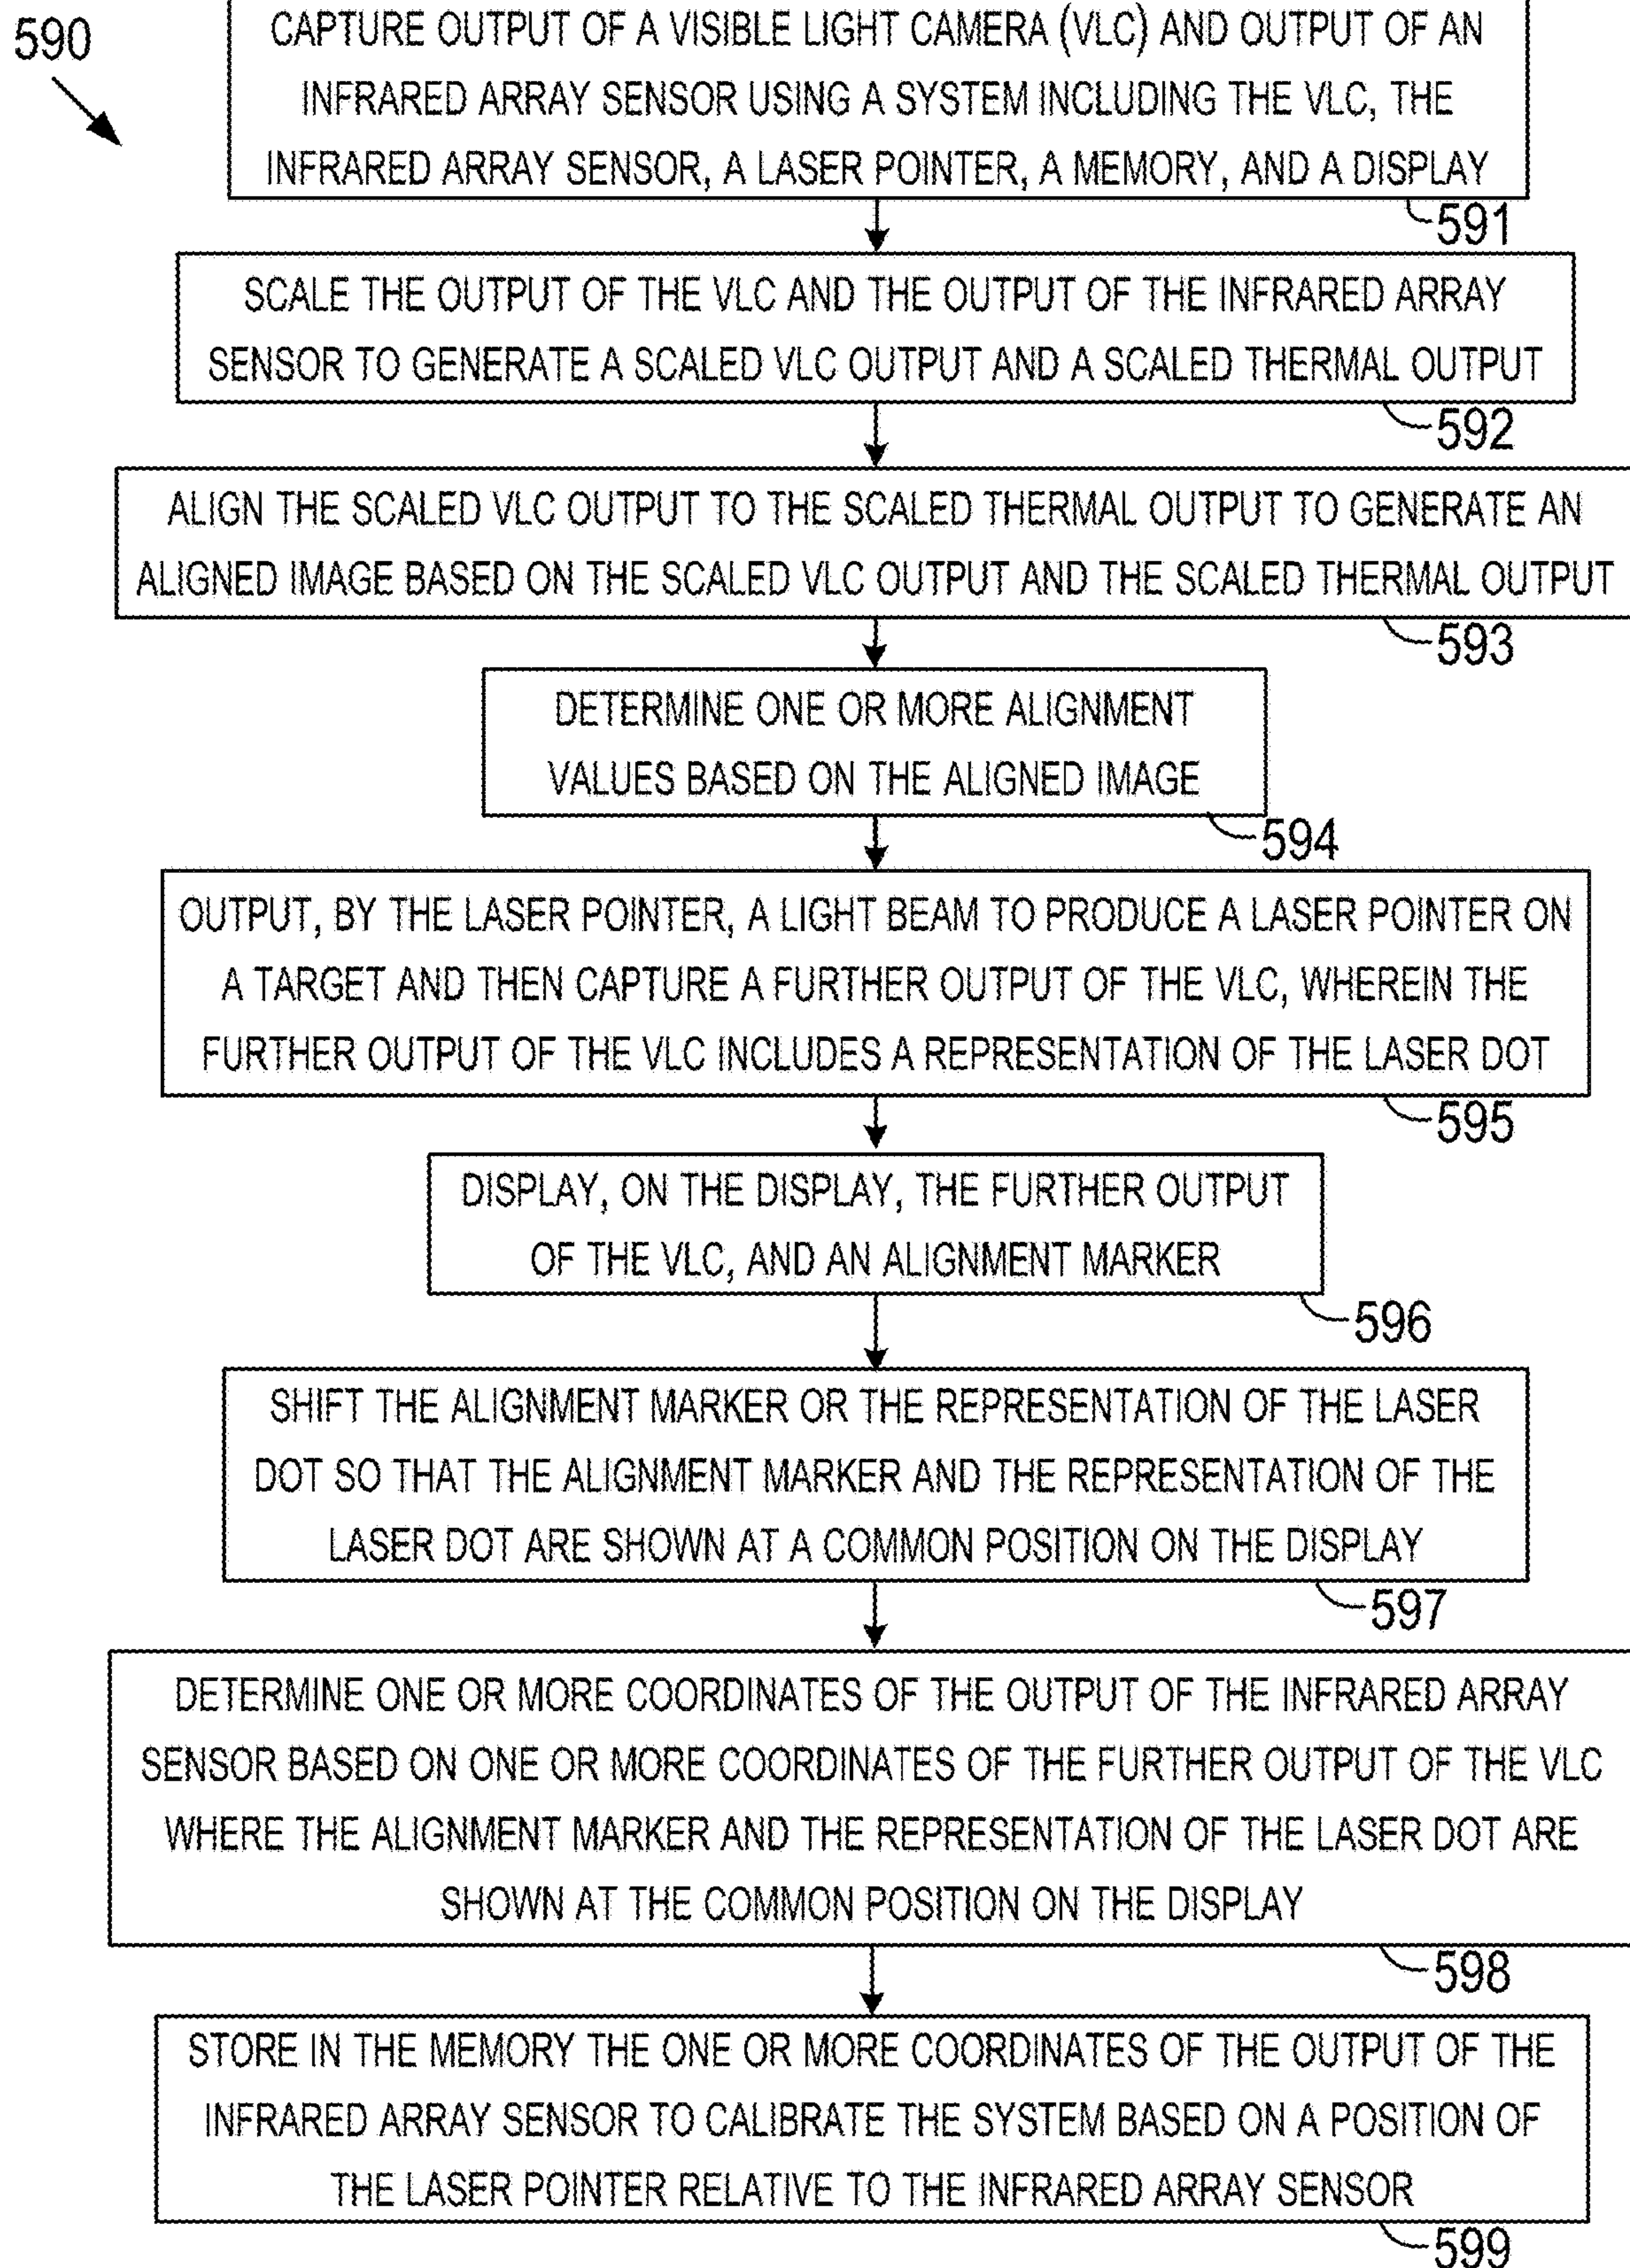 590
CAPTURE OUTPUT OF A VISIBLE LIGHT CAMERA (VLC) AND OUTPUT OF AN
INFRARED ARRAY SENSOR USING A SYSTEM INCLUDING THE VLC, THE
INFRARED ARRAY SENSOR, A LASER POINTER, A MEMORY, AND A DISPLAY
591
SCALE THE OUTPUT OF THE VLC AND THE OUTPUT OF THE INFRARED ARRAY
SENSOR TO GENERATE A SCALED VLC OUTPUT AND A SCALED THERMAL OUTPUT
592
ALIGN THE SCALED VLC OUTPUT TO THE SCALED THERMAL OUTPUT TO GENERATE AN
ALIGNED IMAGE BASED ON THE SCALED VLC OUTPUT AND THE SCALED THERMAL OUTPUT
593
DETERMINE ONE OR MORE ALIGNMENT
VALUES BASED ON THE ALIGNED IMAGE
594
OUTPUT, BY THE LASER POINTER, A LIGHT BEAM TO PRODUCE A LASER POINTER ON
A TARGET AND THEN CAPTURE A FURTHER OUTPUT OF THE VLC, WHEREIN THE
FURTHER OUTPUT OF THE VLC INCLUDES A REPRESENTATION OF THE LASER DOT
595
DISPLAY, ON THE DISPLAY, THE FURTHER OUTPUT
OF THE VLC, AND AN ALIGNMENT MARKER
596
SHIFT THE ALIGNMENT MARKER OR THE REPRESENTATION OF THE LASER
DOT SO THAT THE ALIGNMENT MARKER AND THE REPRESENTATION OF THE
LASER DOT ARE SHOWN AT A COMMON POSITION ON THE DISPLAY
597
DETERMINE ONE OR MORE COORDINATES OF THE OUTPUT OF THE INFRARED ARRAY
SENSOR BASED ON ONE OR MORE COORDINATES OF THE FURTHER OUTPUT OF THE VLC
WHERE THE ALIGNMENT MARKER AND THE REPRESENTATION OF THE LASER DOT ARE
SHOWN AT THE COMMON POSITION ON THE DISPLAY
598
STORE IN THE MEMORY THE ONE OR MORE COORDINATES OF THE OUTPUT OF THE
INFRARED ARRAY SENSOR TO CALIBRATE THE SYSTEM BASED ON A POSITION OF
THE LASER POINTER RELATIVE TO THE INFRARED ARRAY SENSOR
599